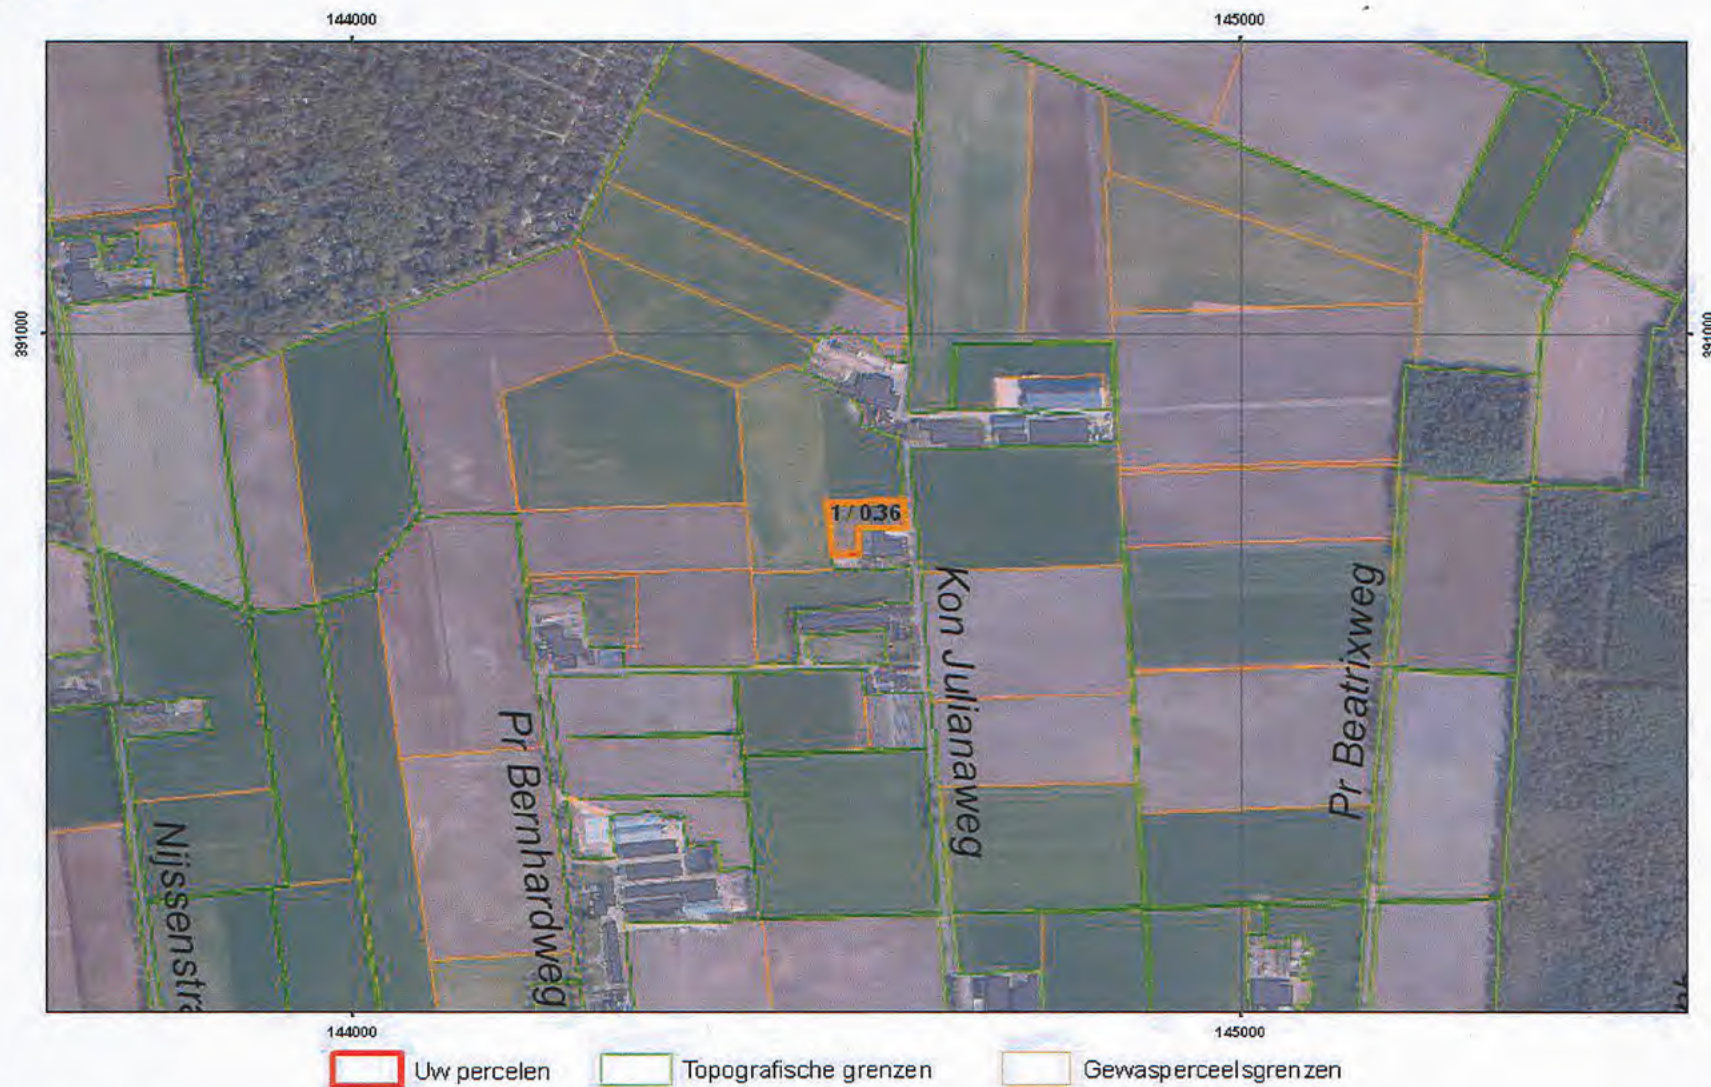 144000 145000
391000 391000
1 / 0.36
Kon Julianaweg
Pr Beatrixweg
Pr Bernhardweg
Nijssenstra
144000 145000
Uw percelen Topografische grenzen Gewasperceelsgrenzen